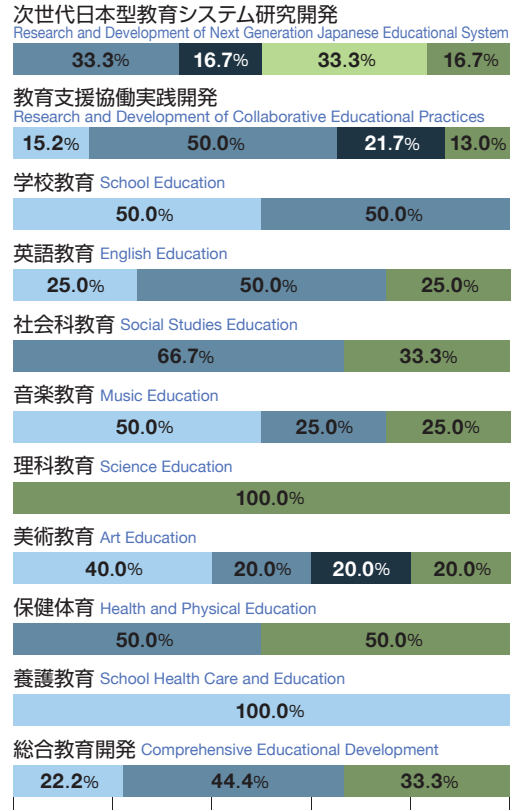 次世代日本型教育システム研究開発
Research and Development of Next Generation Japanese Educational System
33.3% 16.7% 33.3% 16.7%
教育支援協働実践開発
Research and Development of Collaborative Educational Practices
15.2% 50.0% 21.7% 13.0%
学校教育 School Education
50.0% 50.0%
英語教育 English Education
25.0% 50.0% 25.0%
社会科教育 Social Studies Education
66.7% 33.3%
音楽教育 Music Education
50.0% 25.0% 25.0%
理科教育 Science Education
100.0%
美術教育 Art Education
40.0% 20.0% 20.0% 20.0%
保健体育 Health and Physical Education
50.0% 50.0%
養護教育 School Health Care and Education
100.0%
総合教育開発 Comprehensive Educational Development
22.2% 44.4% 33.3%